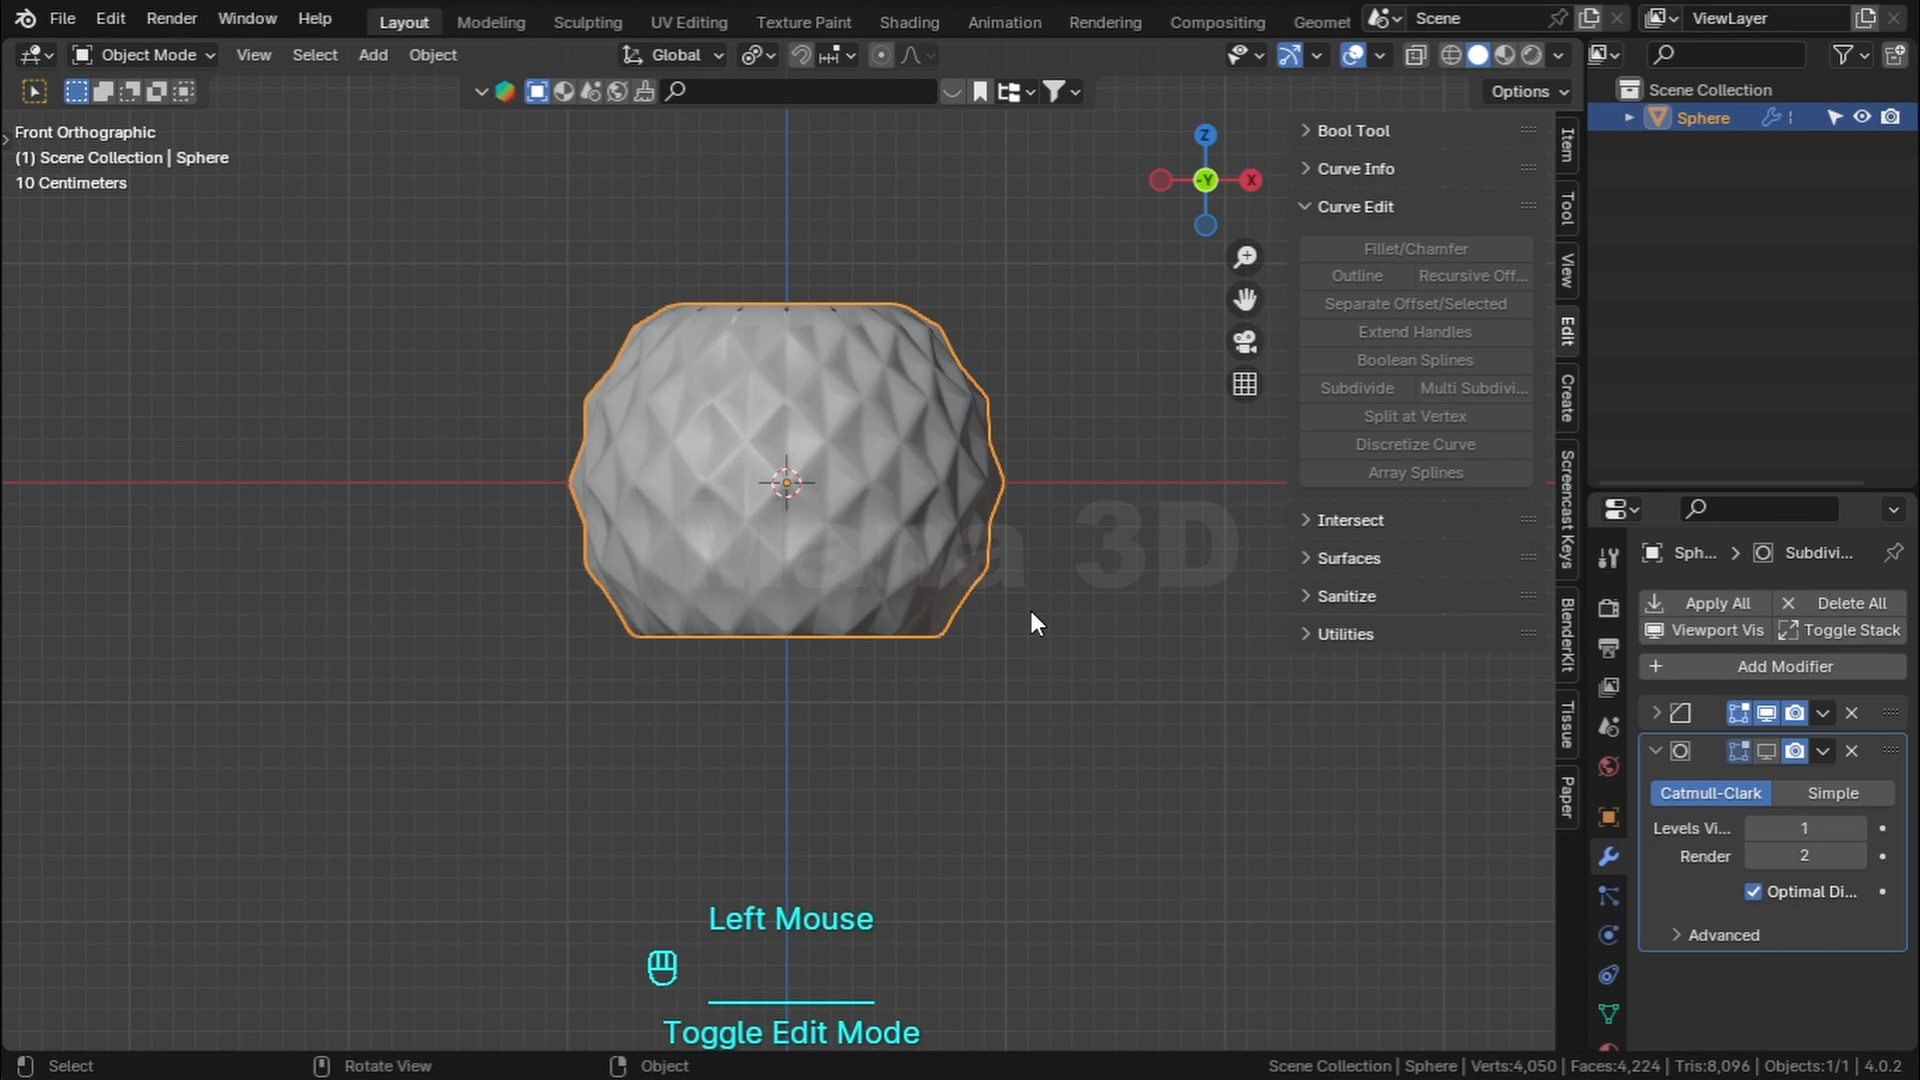 File Edit Render Window Help
Layout Modeling Sculpting UV Editing Texture Paint Shading Animation Rendering Compositing Geomet
Scene
ViewLayer
Object Mode View Select Add Object
Global
Options
Front Orthographic
(1) Scene Collection | Sphere
10 Centimeters
Z
-Y
X
Bool Tool
Curve Info
Curve Edit
Fillet/Chamfer
Outline Recursive Off...
Separate Offset/Selected
Extend Handles
Boolean Splines
Subdivide Multi Subdivi...
Split at Vertex
Discretize Curve
Array Splines
Intersect
Surfaces
Sanitize
Utilities
Item
Tool
View
Edit
Create
Screencast Keys
BlenderKit
Tissue
Paper
Scene Collection
Sphere
Sph... Subdivi...
Apply All Delete All
Viewport Vis Toggle Stack
Add Modifier
Catmull-Clark Simple
Levels Vi... 1
Render 2
Optimal Di...
Advanced
Mana 3D
Left Mouse
Toggle Edit Mode
Select
Rotate View
Object
Scene Collection | Sphere | Verts:4,050 | Faces:4,224 | Tris:8,096 | Objects:1/1 | 4.0.2